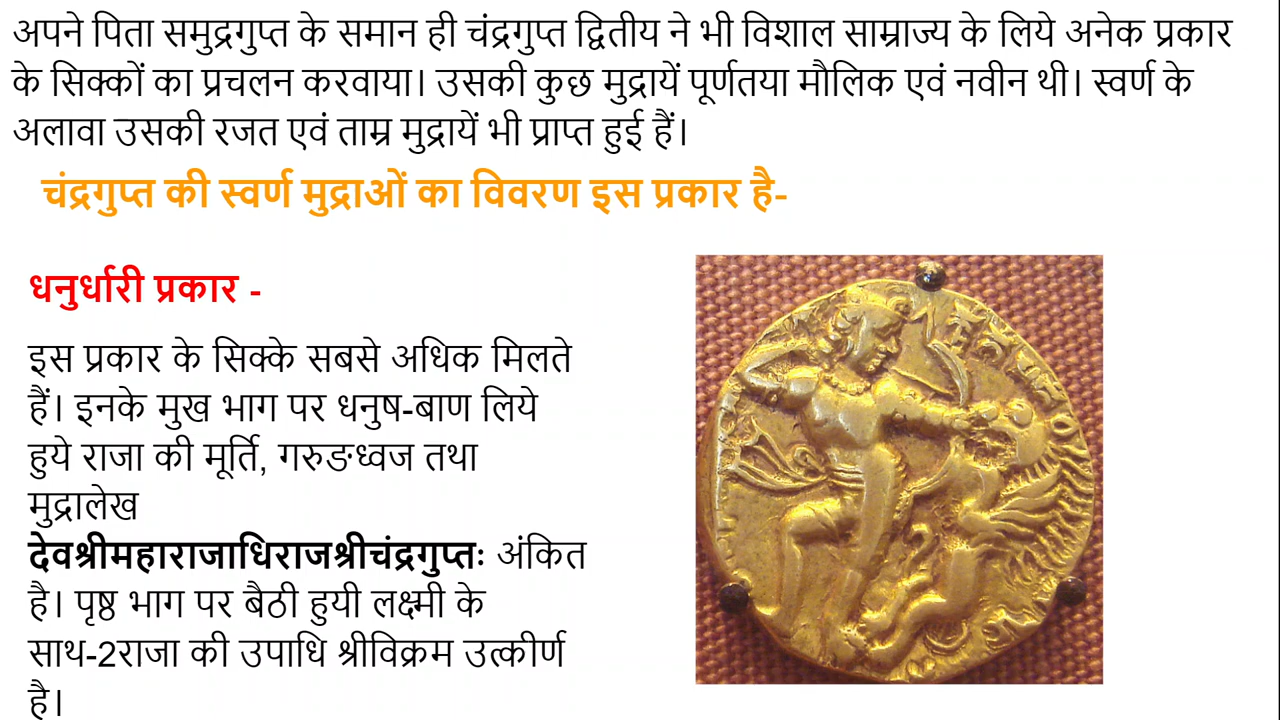 अपने पिता समुद्रगुप्त के समान ही चंद्रगुप्त द्वितीय ने भी विशाल साम्राज्य के लिये अनेक प्रकार
के सिक्कों का प्रचलन करवाया। उसकी कुछ मुद्रायें पूर्णतया मौलिक एवं नवीन थी। स्वर्ण के
अलावा उसकी रजत एवं ताम्र मुद्रायें भी प्राप्त हुई हैं।
चंद्रगुप्त की स्वर्ण मुद्राओं का विवरण इस प्रकार है-
धनुर्धारी प्रकार -
इस प्रकार के सिक्के सबसे अधिक मिलते
हैं। इनके मुख भाग पर धनुष-बाण लिये
हुये राजा की मूर्ति, गरुङध्वज तथा
मुद्रालेख
देवश्रीमहाराजाधिराजश्रीचंद्रगुप्तः अंकित
है। पृष्ठ भाग पर बैठी हुयी लक्ष्मी के
साथ-2राजा की उपाधि श्रीविक्रम उत्कीर्ण
है।